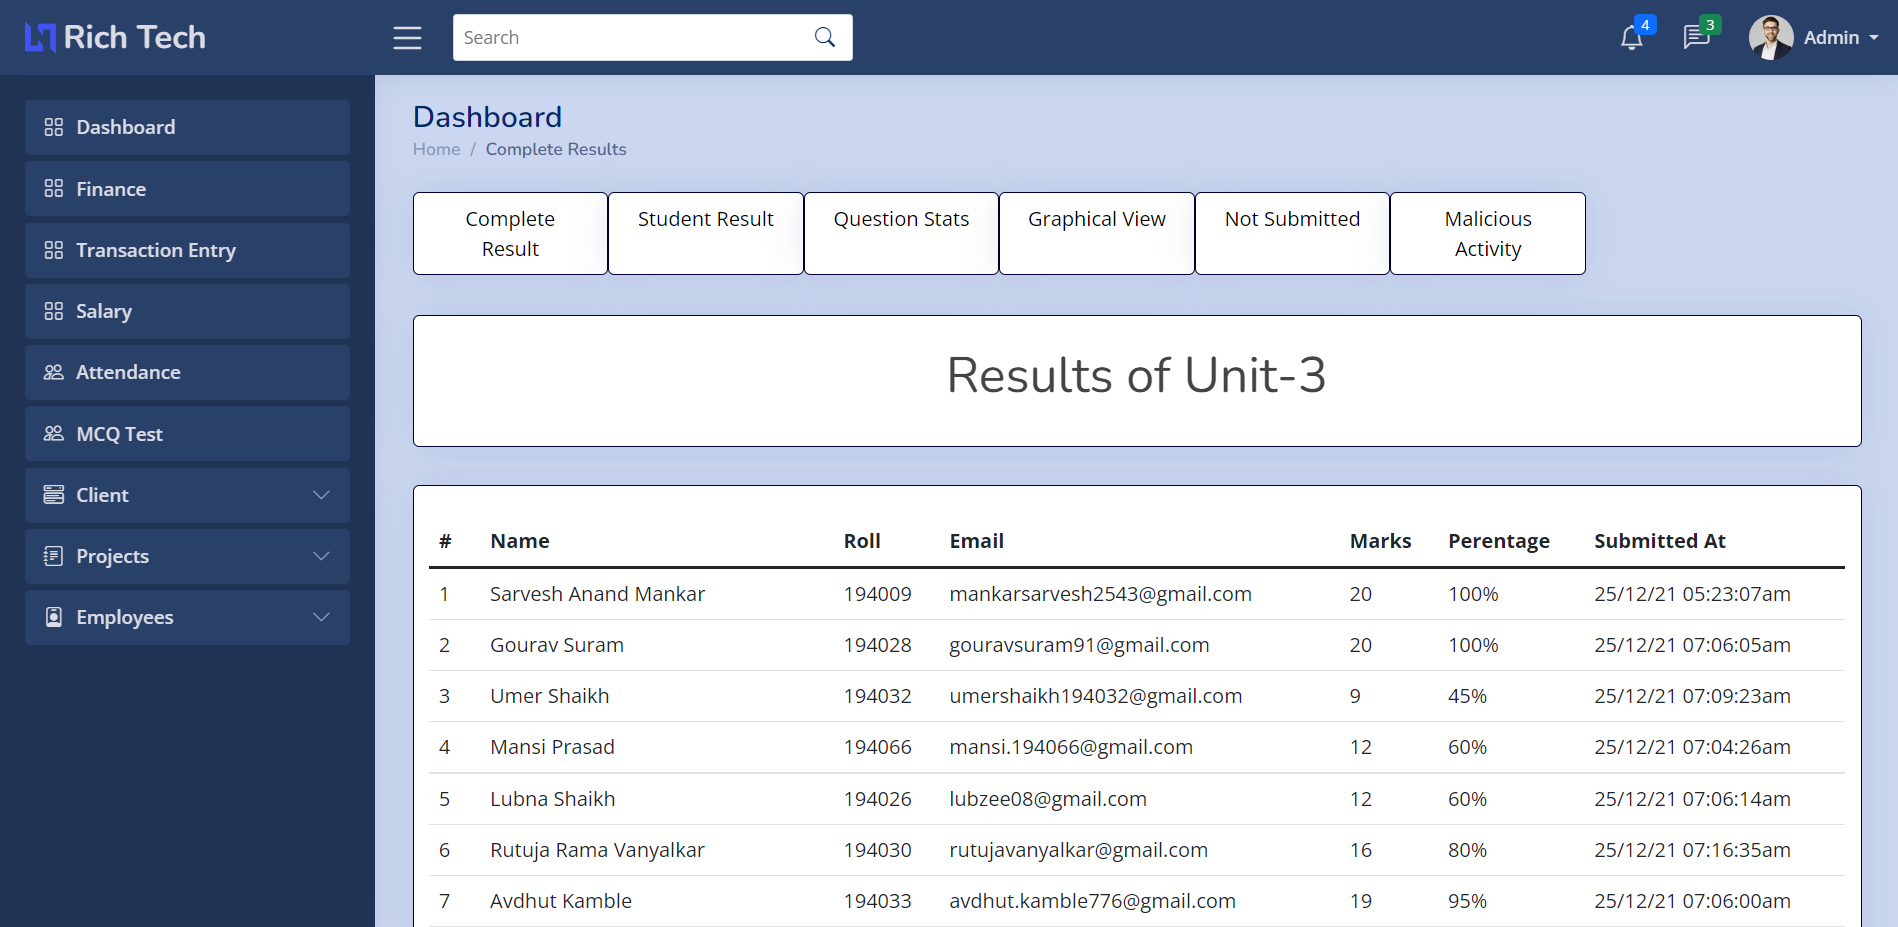 Rich Tech
Search
4
3
Admin
Dashboard
Finance
Transaction Entry
Salary
Attendance
MCQ Test
Client
Projects
Employees
Dashboard
Home / Complete Results
Complete
Result
Student Result
Question Stats
Graphical View
Not Submitted
Malicious
Activity
Results of Unit-3
# Name Roll Email Marks Perentage Submitted At
1 Sarvesh Anand Mankar 194009 mankarsarvesh2543@gmail.com 20 100% 25/12/21 05:23:07am
2 Gourav Suram 194028 gouravsuram91@gmail.com 20 100% 25/12/21 07:06:05am
3 Umer Shaikh 194032 umershaikh194032@gmail.com 9 45% 25/12/21 07:09:23am
4 Mansi Prasad 194066 mansi.194066@gmail.com 12 60% 25/12/21 07:04:26am
5 Lubna Shaikh 194026 lubzee08@gmail.com 12 60% 25/12/21 07:06:14am
6 Rutuja Rama Vanyalkar 194030 rutujavanyalkar@gmail.com 16 80% 25/12/21 07:16:35am
7 Avdhut Kamble 194033 avdhut.kamble776@gmail.com 19 95% 25/12/21 07:06:00am